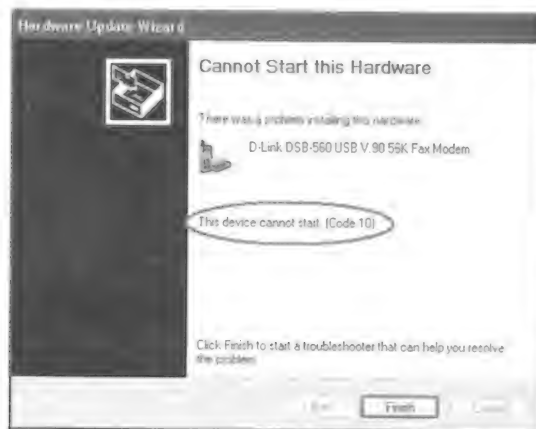 Hardware Update Wizard
Cannot Start this Hardware
There was a problem installing this hardware:
D-Link DSB-560 USB V.90 56K Fax Modem
This device cannot start. (Code 10)
Click Finish to start a troubleshooter that can help you resolve
the problem.
Finish